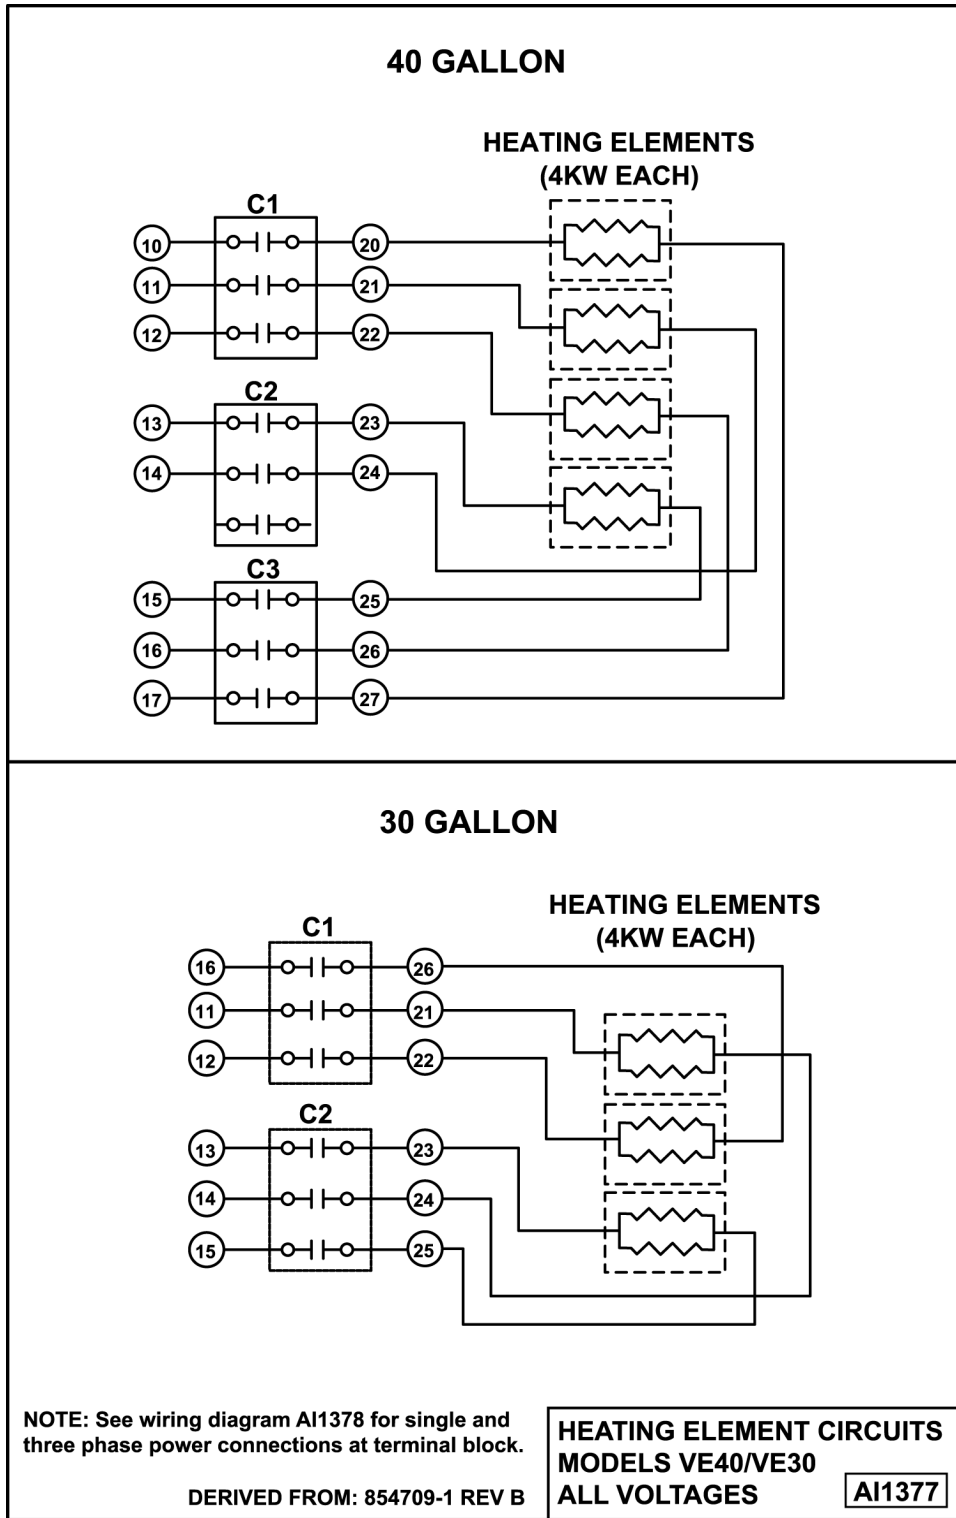 40 GALLON
HEATING ELEMENTS
(4KW EACH)
C1
10
20
11
21
12
22
C2
13
23
14
24
C3
15
25
16
26
17
27
30 GALLON
HEATING ELEMENTS
(4KW EACH)
C1
16
26
11
21
12
22
C2
13
23
14
24
15
25
NOTE: See wiring diagram AI1378 for single and
three phase power connections at terminal block.
DERIVED FROM: 854709-1 REV B
HEATING ELEMENT CIRCUITS
MODELS VE40/VE30
ALL VOLTAGES
AI1377